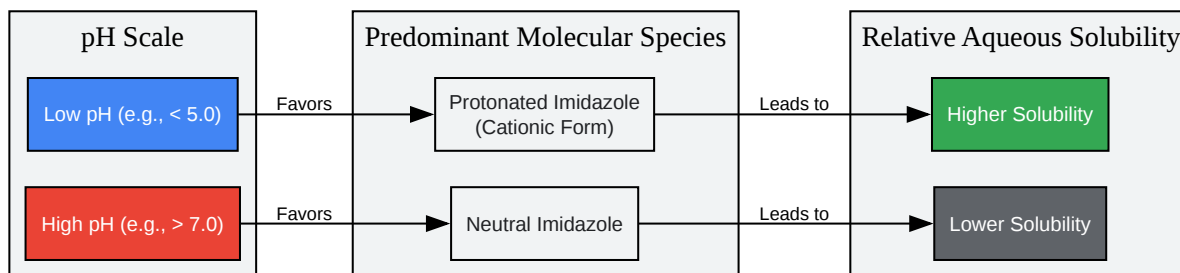 pH Scale
Predominant Molecular Species
Relative Aqueous Solubility
Low pH (e.g., < 5.0)
Favors
Protonated Imidazole
(Cationic Form)
Leads to
Higher Solubility
High pH (e.g., > 7.0)
Favors
Neutral Imidazole
Leads to
Lower Solubility